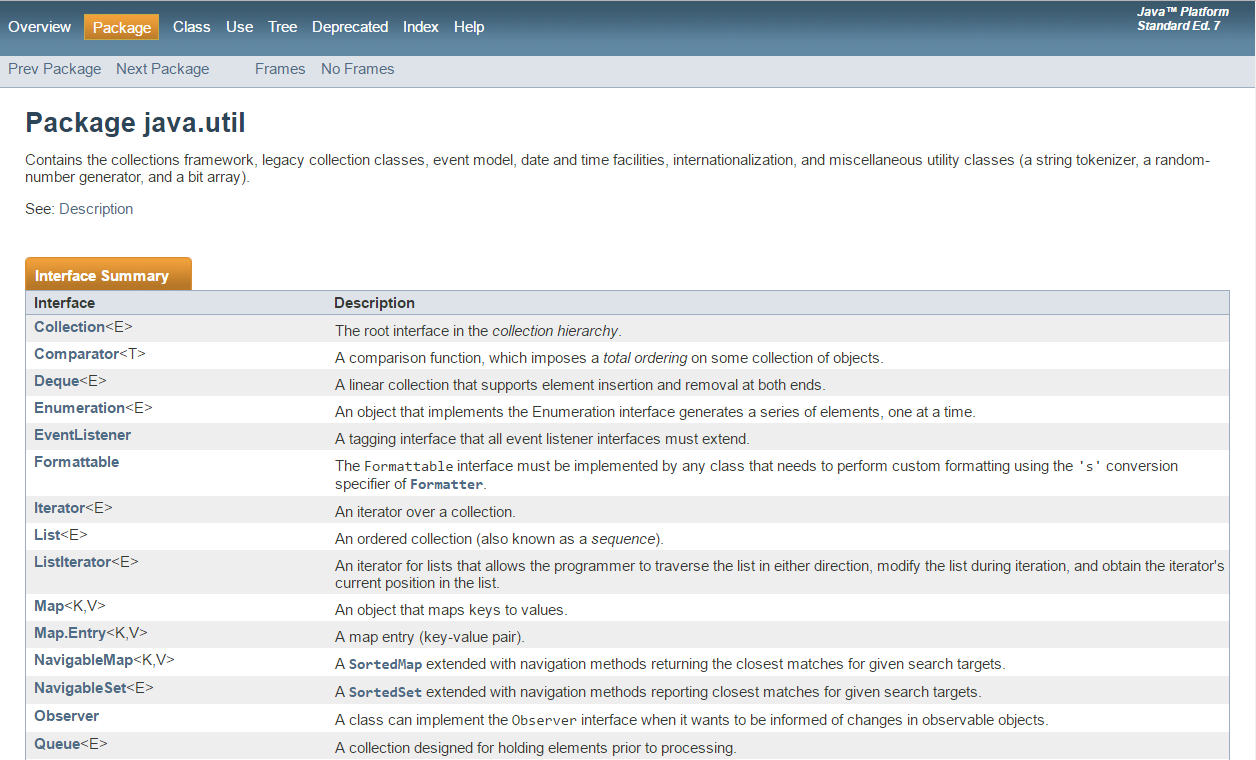 Overview Package Class Use Tree Deprecated Index Help
Java™ Platform
Standard Ed. 7
Prev Package Next Package Frames No Frames
Package java.util
Contains the collections framework, legacy collection classes, event model, date and time facilities, internationalization, and miscellaneous utility classes (a string tokenizer, a random-
number generator, and a bit array).
See: Description
Interface Summary
Interface Description
Collection<E> The root interface in the collection hierarchy.
Comparator<T> A comparison function, which imposes a total ordering on some collection of objects.
Deque<E> A linear collection that supports element insertion and removal at both ends.
Enumeration<E> An object that implements the Enumeration interface generates a series of elements, one at a time.
EventListener A tagging interface that all event listener interfaces must extend.
Formattable The Formattable interface must be implemented by any class that needs to perform custom formatting using the 's' conversion
specifier of Formatter.
Iterator<E> An iterator over a collection.
List<E> An ordered collection (also known as a sequence).
ListIterator<E> An iterator for lists that allows the programmer to traverse the list in either direction, modify the list during iteration, and obtain the iterator's
current position in the list.
Map<K,V> An object that maps keys to values.
Map.Entry<K,V> A map entry (key-value pair).
NavigableMap<K,V> A SortedMap extended with navigation methods returning the closest matches for given search targets.
NavigableSet<E> A SortedSet extended with navigation methods reporting closest matches for given search targets.
Observer A class can implement the Observer interface when it wants to be informed of changes in observable objects.
Queue<E> A collection designed for holding elements prior to processing.